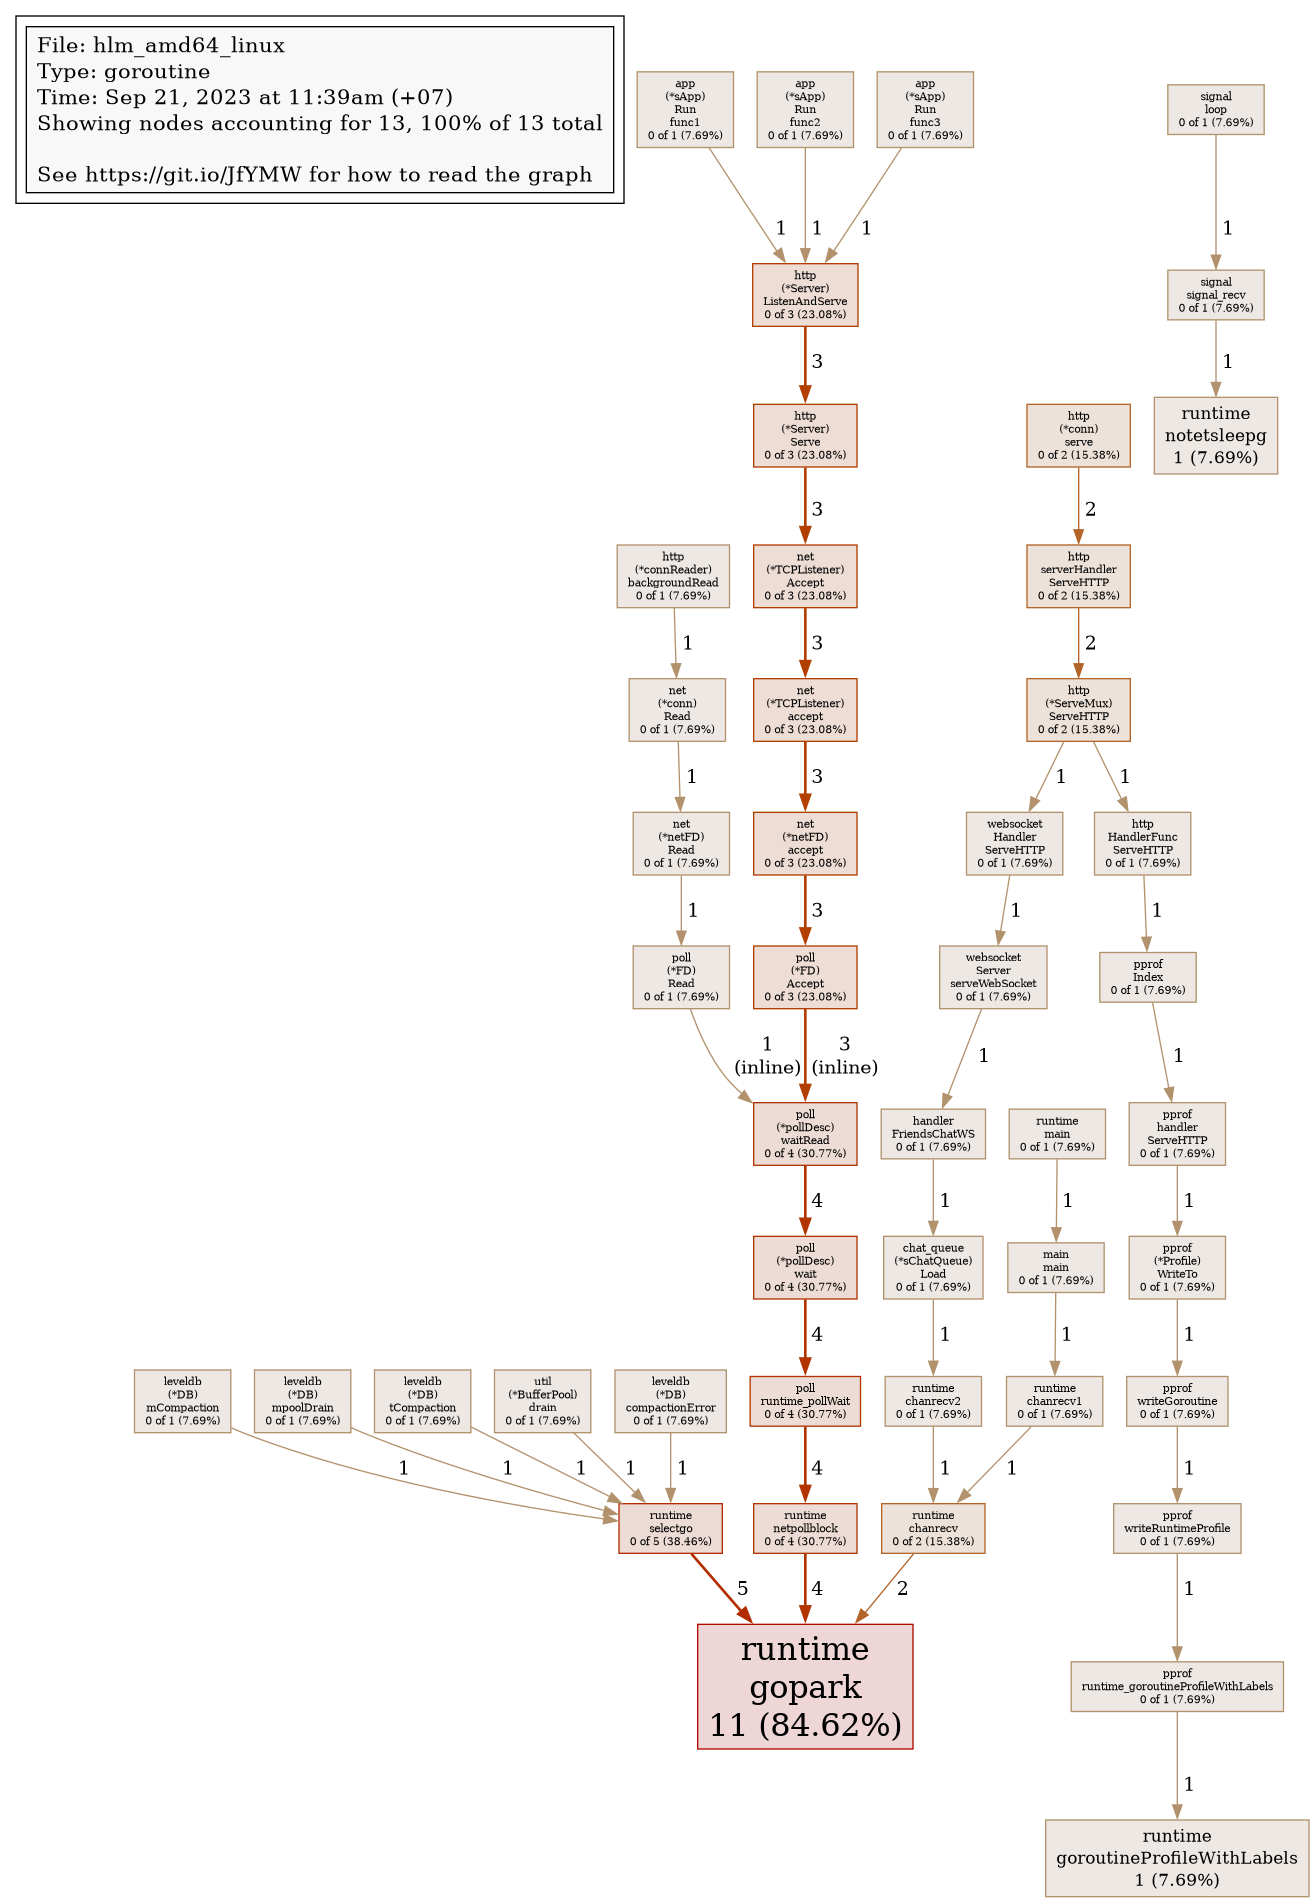 File: hlm_amd64_linux
Type: goroutine
Time: Sep 21, 2023 at 11:39am (+07)
Showing nodes accounting for 13, 100% of 13 total
See https://git.io/JfYMW for how to read the graph
app
(*sApp)
Run
func1
0 of 1 (7.69%)
app
(*sApp)
Run
func2
0 of 1 (7.69%)
app
(*sApp)
Run
func3
0 of 1 (7.69%)
signal
loop
0 of 1 (7.69%)
1
1
1
1
http
(*Server)
ListenAndServe
0 of 3 (23.08%)
signal
signal_recv
0 of 1 (7.69%)
3
1
http
(*Server)
Serve
0 of 3 (23.08%)
http
(*conn)
serve
0 of 2 (15.38%)
runtime
notetsleepg
1 (7.69%)
3
2
http
(*connReader)
backgroundRead
0 of 1 (7.69%)
net
(*TCPListener)
Accept
0 of 3 (23.08%)
http
serverHandler
ServeHTTP
0 of 2 (15.38%)
1
3
2
net
(*conn)
Read
0 of 1 (7.69%)
net
(*TCPListener)
accept
0 of 3 (23.08%)
http
(*ServeMux)
ServeHTTP
0 of 2 (15.38%)
1
3
1
1
net
(*netFD)
Read
0 of 1 (7.69%)
net
(*netFD)
accept
0 of 3 (23.08%)
websocket
Handler
ServeHTTP
0 of 1 (7.69%)
http
HandlerFunc
ServeHTTP
0 of 1 (7.69%)
1
3
1
1
poll
(*FD)
Read
0 of 1 (7.69%)
poll
(*FD)
Accept
0 of 3 (23.08%)
websocket
Server
serveWebSocket
0 of 1 (7.69%)
pprof
Index
0 of 1 (7.69%)
1
(inline)
3
(inline)
1
1
poll
(*pollDesc)
waitRead
0 of 4 (30.77%)
handler
FriendsChatWS
0 of 1 (7.69%)
runtime
main
0 of 1 (7.69%)
pprof
handler
ServeHTTP
0 of 1 (7.69%)
4
1
1
1
poll
(*pollDesc)
wait
0 of 4 (30.77%)
chat_queue
(*sChatQueue)
Load
0 of 1 (7.69%)
main
main
0 of 1 (7.69%)
pprof
(*Profile)
WriteTo
0 of 1 (7.69%)
4
1
1
1
leveldb
(*DB)
mCompaction
0 of 1 (7.69%)
leveldb
(*DB)
mpoolDrain
0 of 1 (7.69%)
leveldb
(*DB)
tCompaction
0 of 1 (7.69%)
util
(*BufferPool)
drain
0 of 1 (7.69%)
leveldb
(*DB)
compactionError
0 of 1 (7.69%)
poll
runtime_pollWait
0 of 4 (30.77%)
runtime
chanrecv2
0 of 1 (7.69%)
runtime
chanrecv1
0 of 1 (7.69%)
pprof
writeGoroutine
0 of 1 (7.69%)
1
1
1
1
1
4
1
1
1
runtime
selectgo
0 of 5 (38.46%)
runtime
netpollblock
0 of 4 (30.77%)
runtime
chanrecv
0 of 2 (15.38%)
pprof
writeRuntimeProfile
0 of 1 (7.69%)
5
4
2
1
runtime
gopark
11 (84.62%)
pprof
runtime_goroutineProfileWithLabels
0 of 1 (7.69%)
1
runtime
goroutineProfileWithLabels
1 (7.69%)